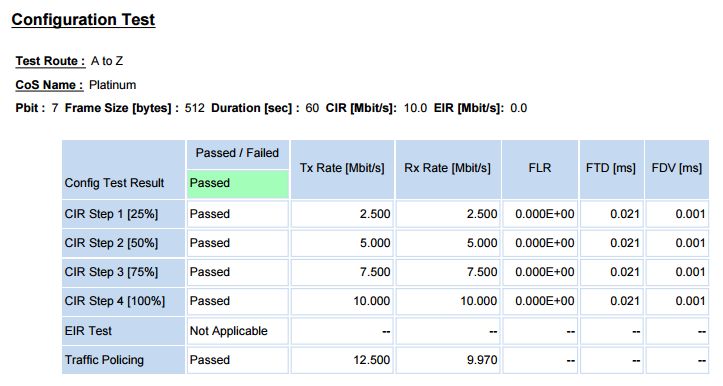 Configuration Test
Test Route : A to Z
CoS Name : Platinum
Pbit : 7 Frame Size [bytes] : 512 Duration [sec] : 60 CIR [Mbit/s]: 10.0 EIR [Mbit/s]: 0.0
Passed / Failed Tx Rate [Mbit/s] Rx Rate [Mbit/s] FLR FTD [ms] FDV [ms]
Config Test Result Passed
CIR Step 1 [25%] Passed 2.500 2.500 0.000E+00 0.021 0.001
CIR Step 2 [50%] Passed 5.000 5.000 0.000E+00 0.021 0.001
CIR Step 3 [75%] Passed 7.500 7.500 0.000E+00 0.021 0.001
CIR Step 4 [100%] Passed 10.000 10.000 0.000E+00 0.021 0.001
EIR Test Not Applicable -- -- -- -- --
Traffic Policing Passed 12.500 9.970 -- -- --